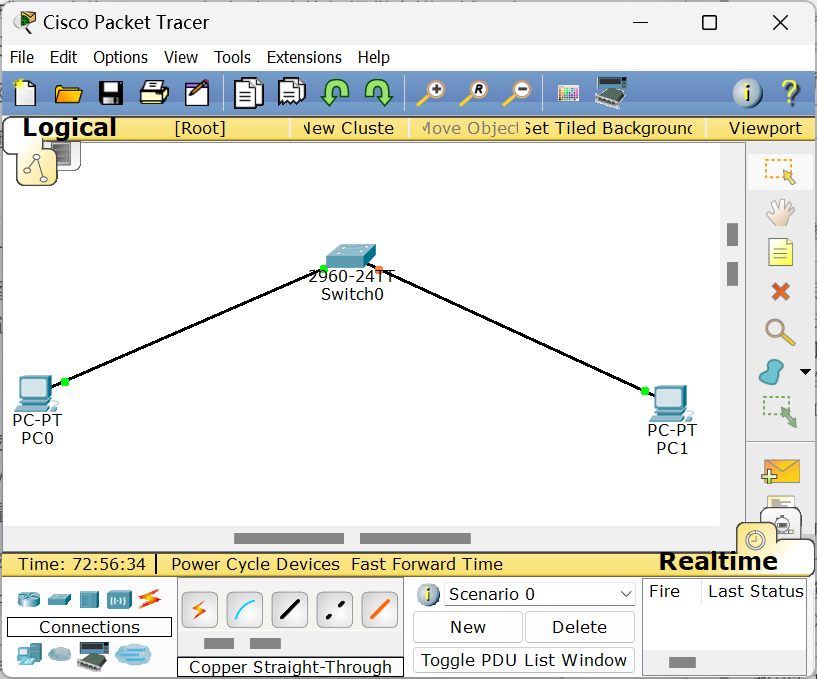 Cisco Packet Tracer
File Edit Options View Tools Extensions Help
Logical [Root] New Cluste Move Object Set Tiled Background Viewport
2960-24TT
Switch0
PC-PT
PC0
PC-PT
PC1
Time: 72:56:34 Power Cycle Devices Fast Forward Time Realtime
Scenario 0
Fire Last Status
Connections
New Delete
Toggle PDU List Window
Copper Straight-Through